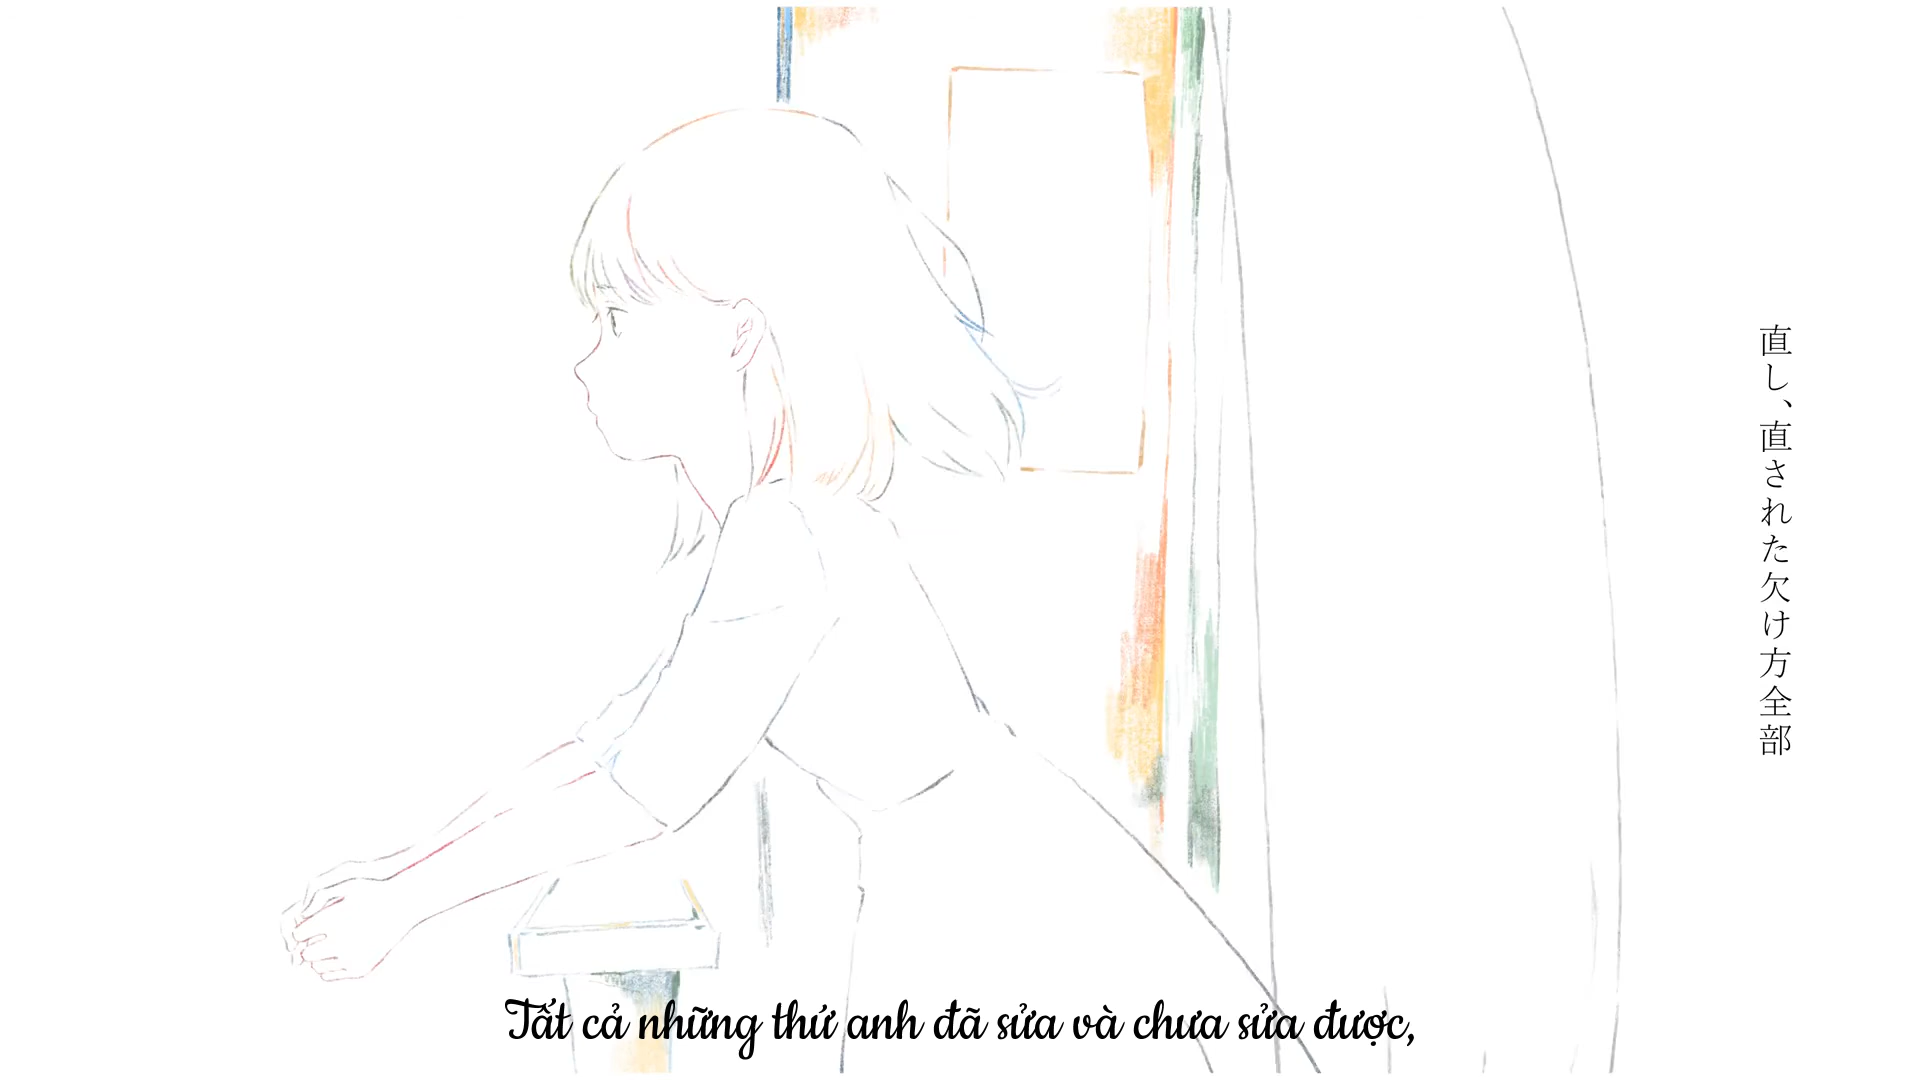 直し、直された欠け方全部
Tất cả những thứ anh đã sửa và chưa sửa được,